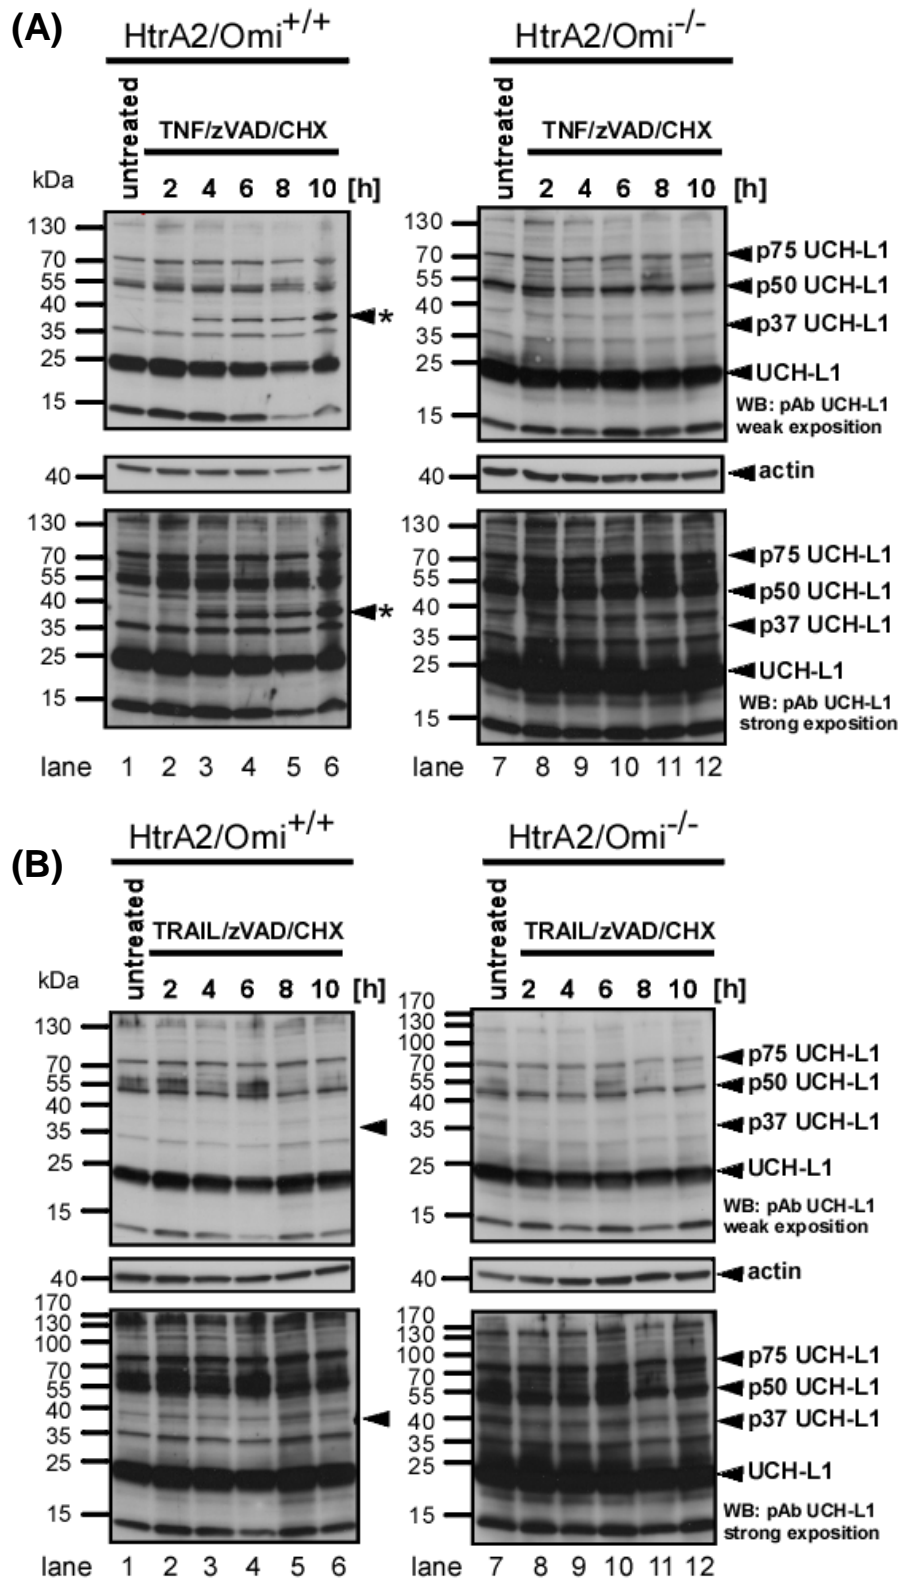 (A)
HtrA2/Omi+/+
HtrA2/Omi-/-
untreated
TNF/zVAD/CHX
untreated
TNF/zVAD/CHX
kDa
2 4 6 8 10 [h]
2 4 6 8 10 [h]
130
70
55
40
35
25
15
*
130
70
55
40
35
25
15
p75 UCH-L1
p50 UCH-L1
p37 UCH-L1
UCH-L1
WB: pAb UCH-L1
weak exposition
40
40
actin
130
70
55
40
35
25
15
*
130
70
55
40
35
25
15
p75 UCH-L1
p50 UCH-L1
p37 UCH-L1
UCH-L1
WB: pAb UCH-L1
strong exposition
lane 1 2 3 4 5 6
lane 7 8 9 10 11 12
(B)
HtrA2/Omi+/+
HtrA2/Omi-/-
untreated
TRAIL/zVAD/CHX
untreated
TRAIL/zVAD/CHX
kDa
2 4 6 8 10 [h]
2 4 6 8 10 [h]
130
70
55
40
35
25
15
170
130
100
70
55
40
35
25
15
p75 UCH-L1
p50 UCH-L1
p37 UCH-L1
UCH-L1
WB: pAb UCH-L1
weak exposition
40
40
actin
170
130
100
70
55
40
35
25
15
170
130
100
70
55
40
35
25
15
p75 UCH-L1
p50 UCH-L1
p37 UCH-L1
UCH-L1
WB: pAb UCH-L1
strong exposition
lane 1 2 3 4 5 6
lane 7 8 9 10 11 12